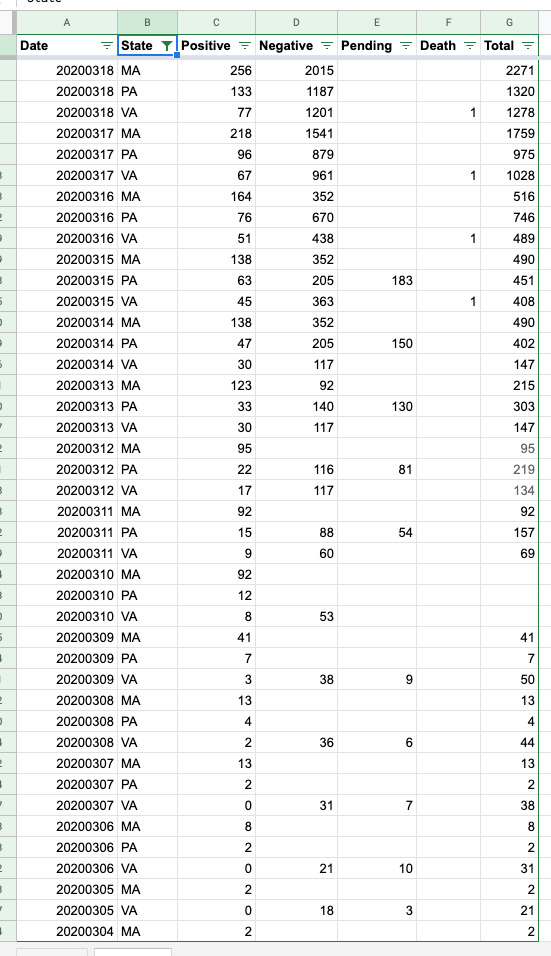 A B C D E F G
Date State Positive Negative Pending Death Total
20200318 MA 256 2015 2271
20200318 PA 133 1187 1320
20200318 VA 77 1201 1 1278
20200317 MA 218 1541 1759
20200317 PA 96 879 975
20200317 VA 67 961 1 1028
20200316 MA 164 352 516
20200316 PA 76 670 746
20200316 VA 51 438 1 489
20200315 MA 138 352 490
20200315 PA 63 205 183 451
20200315 VA 45 363 1 408
20200314 MA 138 352 490
20200314 PA 47 205 150 402
20200314 VA 30 117 147
20200313 MA 123 92 215
20200313 PA 33 140 130 303
20200313 VA 30 117 147
20200312 MA 95 95
20200312 PA 22 116 81 219
20200312 VA 17 117 134
20200311 MA 92 92
20200311 PA 15 88 54 157
20200311 VA 9 60 69
20200310 MA 92
20200310 PA 12
20200310 VA 8 53
20200309 MA 41 41
20200309 PA 7 7
20200309 VA 3 38 9 50
20200308 MA 13 13
20200308 PA 4 4
20200308 VA 2 36 6 44
20200307 MA 13 13
20200307 PA 2 2
20200307 VA 0 31 7 38
20200306 MA 8 8
20200306 PA 2 2
20200306 VA 0 21 10 31
20200305 MA 2 2
20200305 VA 0 18 3 21
20200304 MA 2 2